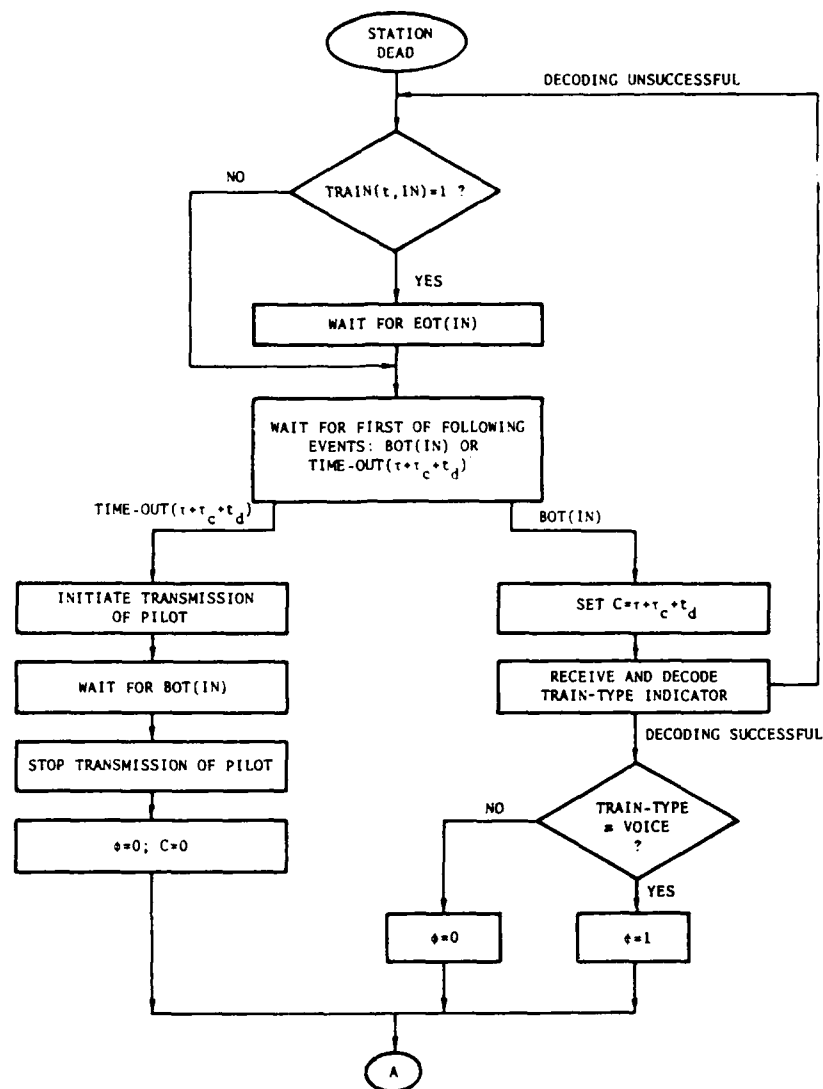 STATION
DEAD
DECODING UNSUCCESSFUL
NO
TRAIN(t,IN)=1 ?
YES
WAIT FOR EOT(IN)
WAIT FOR FIRST OF FOLLOWING
EVENTS: BOT(IN) OR
TIME-OUT(τ+τc+td)
TIME-OUT(τ+τc+td)
BOT(IN)
INITIATE TRANSMISSION
OF PILOT
SET C=τ+τc+td
WAIT FOR BOT(IN)
RECEIVE AND DECODE
TRAIN-TYPE INDICATOR
STOP TRANSMISSION OF PILOT
DECODING SUCCESSFUL
NO
TRAIN-TYPE
= VOICE
?
ϕ=0; C=0
YES
ϕ=0
ϕ=1
A